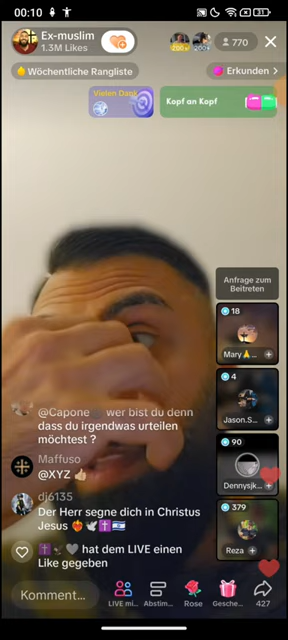 00:10
31
Ex-muslim
1.3M Likes
200
200
770
Wöchentliche Rangliste
Erkunden >
Vielen Dank
Kopf an Kopf
Anfrage zum
Beitreten
18
Mary🙏...
4
Jason.S...
90
Dennysjk...
379
Reza
@Capone wer bist du denn
dass du irgendwas urteilen
möchtest ?
Maffuso
@XYZ 👍🏼
dj6135
Der Herr segne dich in Christus
Jesus ❤️‍🔥🕊️✝️🇮🇱
✝️🕊️🩶 hat dem LIVE einen
Like gegeben
Komment...
LIVE mi...
Abstim...
Rose
Gesche...
427